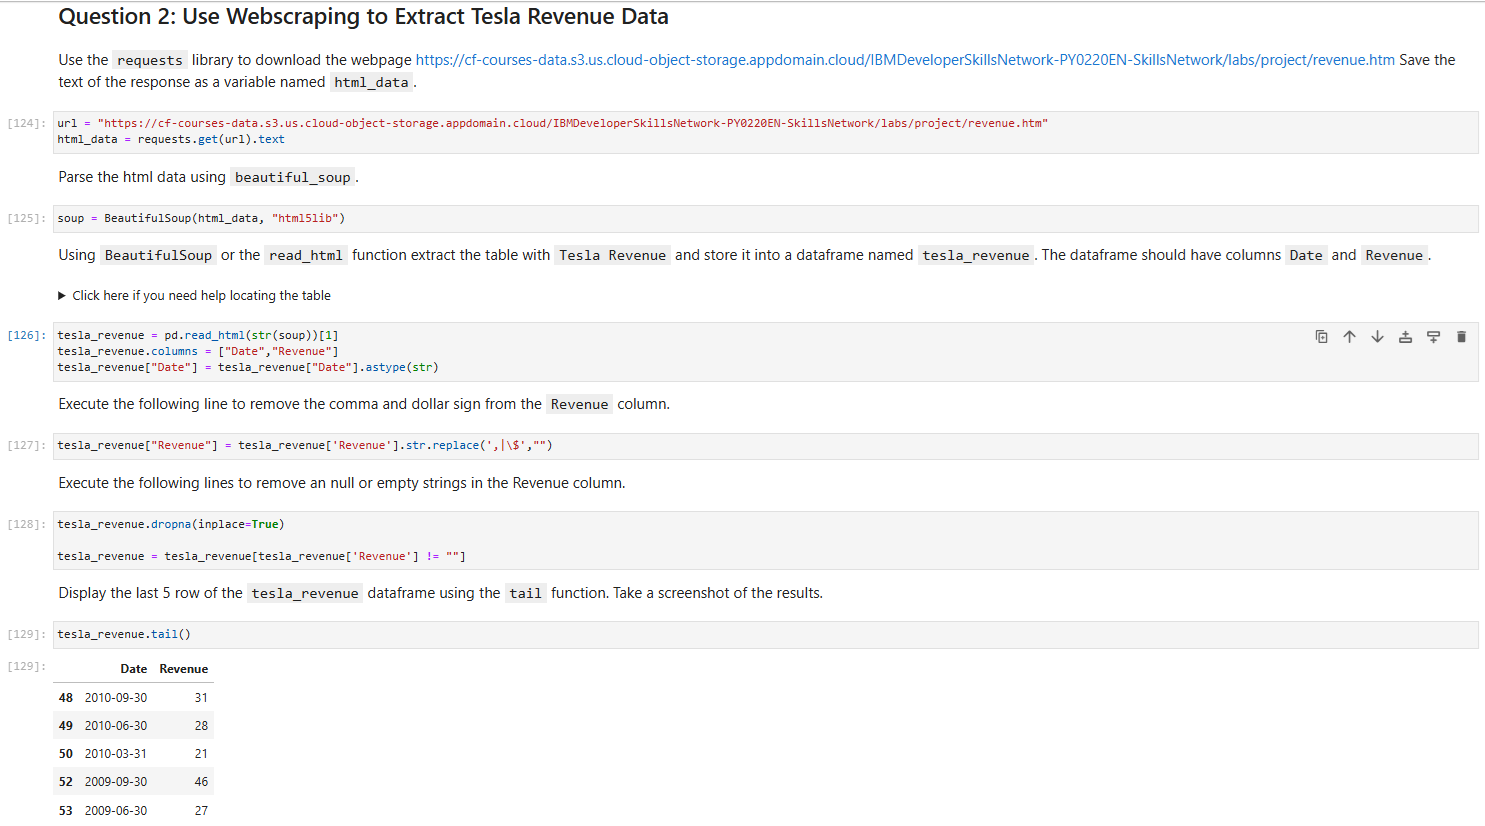 Question 2: Use Webscraping to Extract Tesla Revenue Data
Use the requests library to download the webpage https://cf-courses-data.s3.us.cloud-object-storage.appdomain.cloud/IBMDeveloperSkillsNetwork-PY0220EN-SkillsNetwork/labs/project/revenue.htm Save the
text of the response as a variable named html_data .
[124]: url = "https://cf-courses-data.s3.us.cloud-object-storage.appdomain.cloud/IBMDeveloperSkillsNetwork-PY0220EN-SkillsNetwork/labs/project/revenue.htm"
html_data = requests.get(url).text
Parse the html data using beautiful_soup .
[125]: soup = BeautifulSoup(html_data, "html5lib")
Using BeautifulSoup or the read_html function extract the table with Tesla Revenue and store it into a dataframe named tesla_revenue . The dataframe should have columns Date and Revenue .
▶ Click here if you need help locating the table
[126]: tesla_revenue = pd.read_html(str(soup))[1]
tesla_revenue.columns = ["Date","Revenue"]
tesla_revenue["Date"] = tesla_revenue["Date"].astype(str)
Execute the following line to remove the comma and dollar sign from the Revenue column.
[127]: tesla_revenue["Revenue"] = tesla_revenue['Revenue'].str.replace(',|\$',"")
Execute the following lines to remove an null or empty strings in the Revenue column.
[128]: tesla_revenue.dropna(inplace=True)
tesla_revenue = tesla_revenue[tesla_revenue['Revenue'] != ""]
Display the last 5 row of the tesla_revenue dataframe using the tail function. Take a screenshot of the results.
[129]: tesla_revenue.tail()
[129]:
Date Revenue
48 2010-09-30 31
49 2010-06-30 28
50 2010-03-31 21
52 2009-09-30 46
53 2009-06-30 27